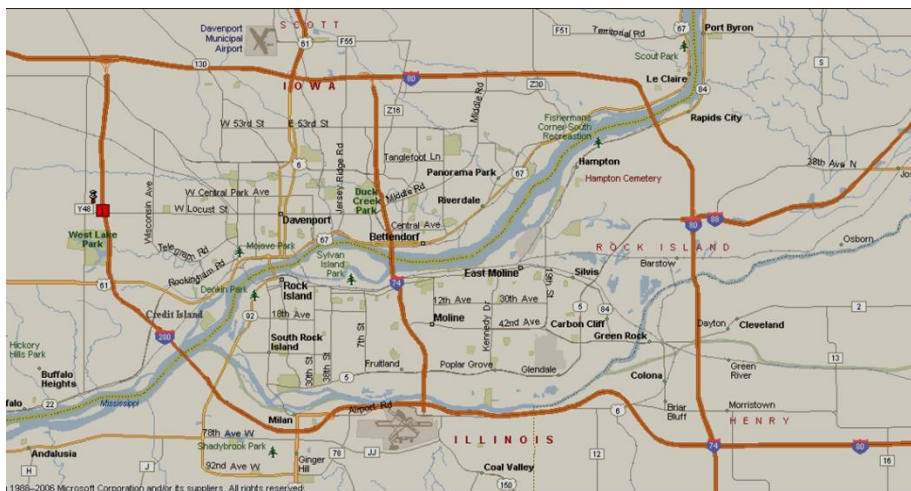 Davenport
Municipal
Airport
SCOTT
61
F55
F51
Territorial Rd
67
Port Byron
S
Scout Park
Le Claire
130
80
IOWA
Z16
Z30
Middle Rd
84
Rapids City
W 53rd St
E 53rd St
Fishermans
Corner South
Recreation
6
Jersey Ridge Rd
Tanglefoot Ln
Panorama Park
67
Hampton
38th Ave N
Hampton Cemetery
Wisconsin Ave
W Central Park Ave
Duck
Creek
Park
Middle Rd
Riverdale
Y48
W Locust St
Davenport
Central Ave
80
88
West Lake
Park
Telegraph Rd
Mojave Park
67
Bettendorf
ROCK ISLAND
Osborn
Barstow
Rockingham Rd
Sylvan
Island
Park
East Moline
Silvis
61
Denkin Park
Rock
Island
74
19th St
12th Ave
30th Ave
5
84
2
Credit Island
92
18th Ave
Moline
Kennedy Dr
42nd Ave
Carbon Cliff
Dayton
Cleveland
280
South Rock
Island
7th St
Green Rock
Hickory
Hills Park
30th St
38th St
Fruitland
Poplar Grove
Glendale
13
Buffalo
Heights
5
Colona
Green
River
falo
22
Mississippi
Airport Rd
6
Briar
Bluff
Morristown
Milan
HENRY
78th Ave W
ILLINOIS
74
80
Andalusia
Shadybrook Park
78
JJ
12
16
H
J
92nd Ave W
Ginger
Hill
Coal Valley
150
1988–2006 Microsoft Corporation and/or its suppliers. All rights reserved.